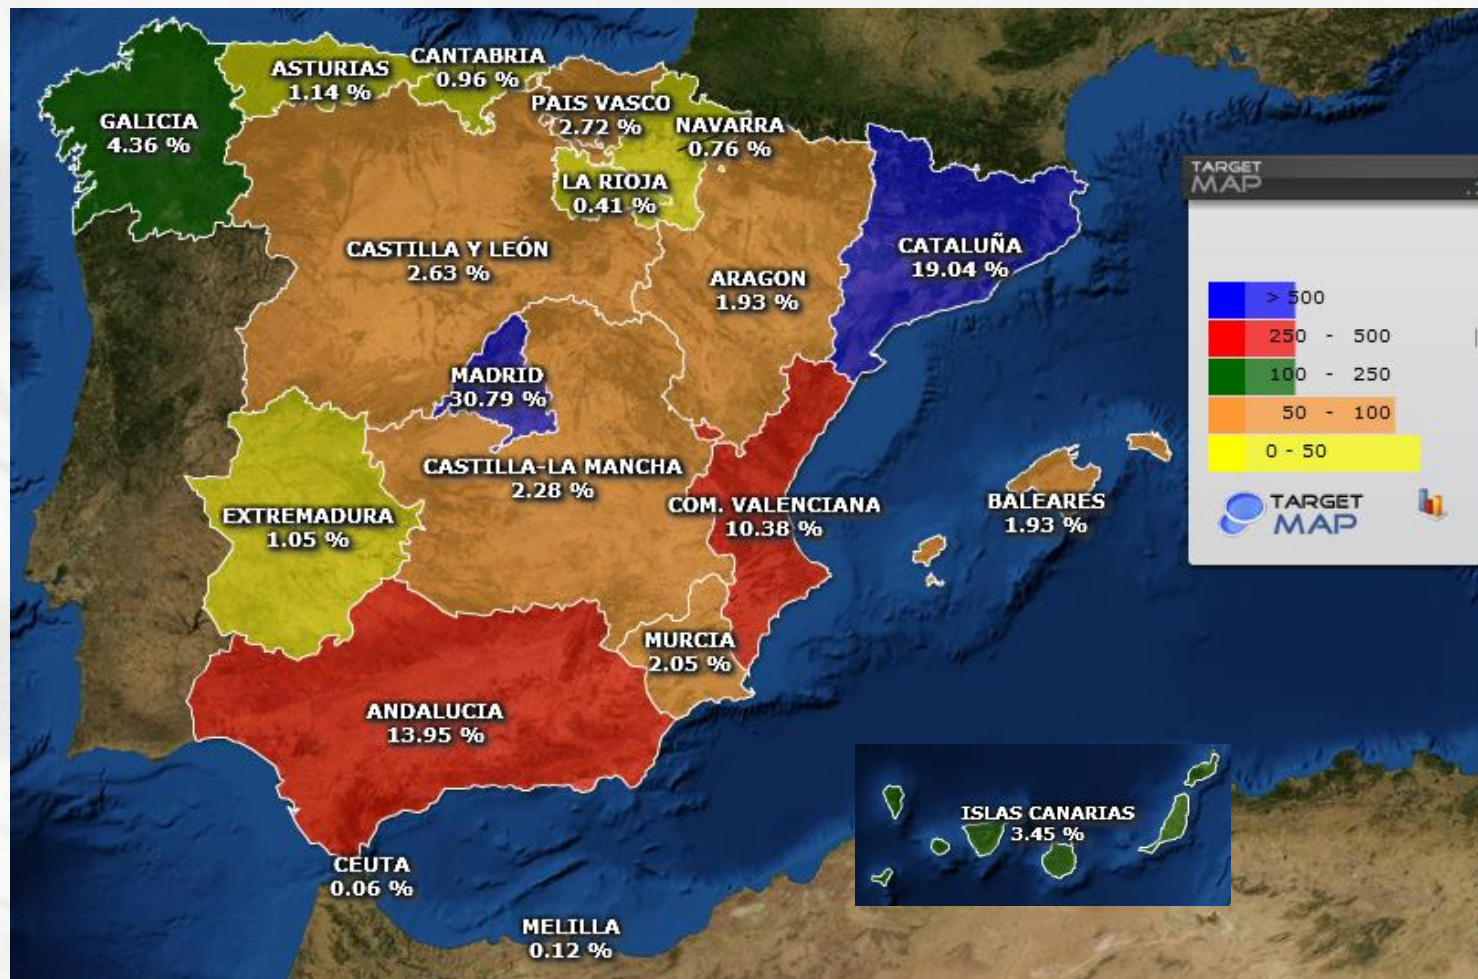 ASTURIAS
1.14 %
CANTABRIA
0.96 %
PAIS VASCO
2.72 %
NAVARRA
0.76 %
GALICIA
4.36 %
LA RIOJA
0.41 %
CASTILLA Y LEÓN
2.63 %
ARAGON
1.93 %
CATALUÑA
19.04 %
MADRID
30.79 %
CASTILLA-LA MANCHA
2.28 %
EXTREMADURA
1.05 %
COM. VALENCIANA
10.38 %
BALEARES
1.93 %
MURCIA
2.05 %
ANDALUCIA
13.95 %
ISLAS CANARIAS
3.45 %
CEUTA
0.06 %
MELILLA
0.12 %
TARGET
MAP
> 500
250 - 500
100 - 250
50 - 100
0 - 50
TARGET
MAP